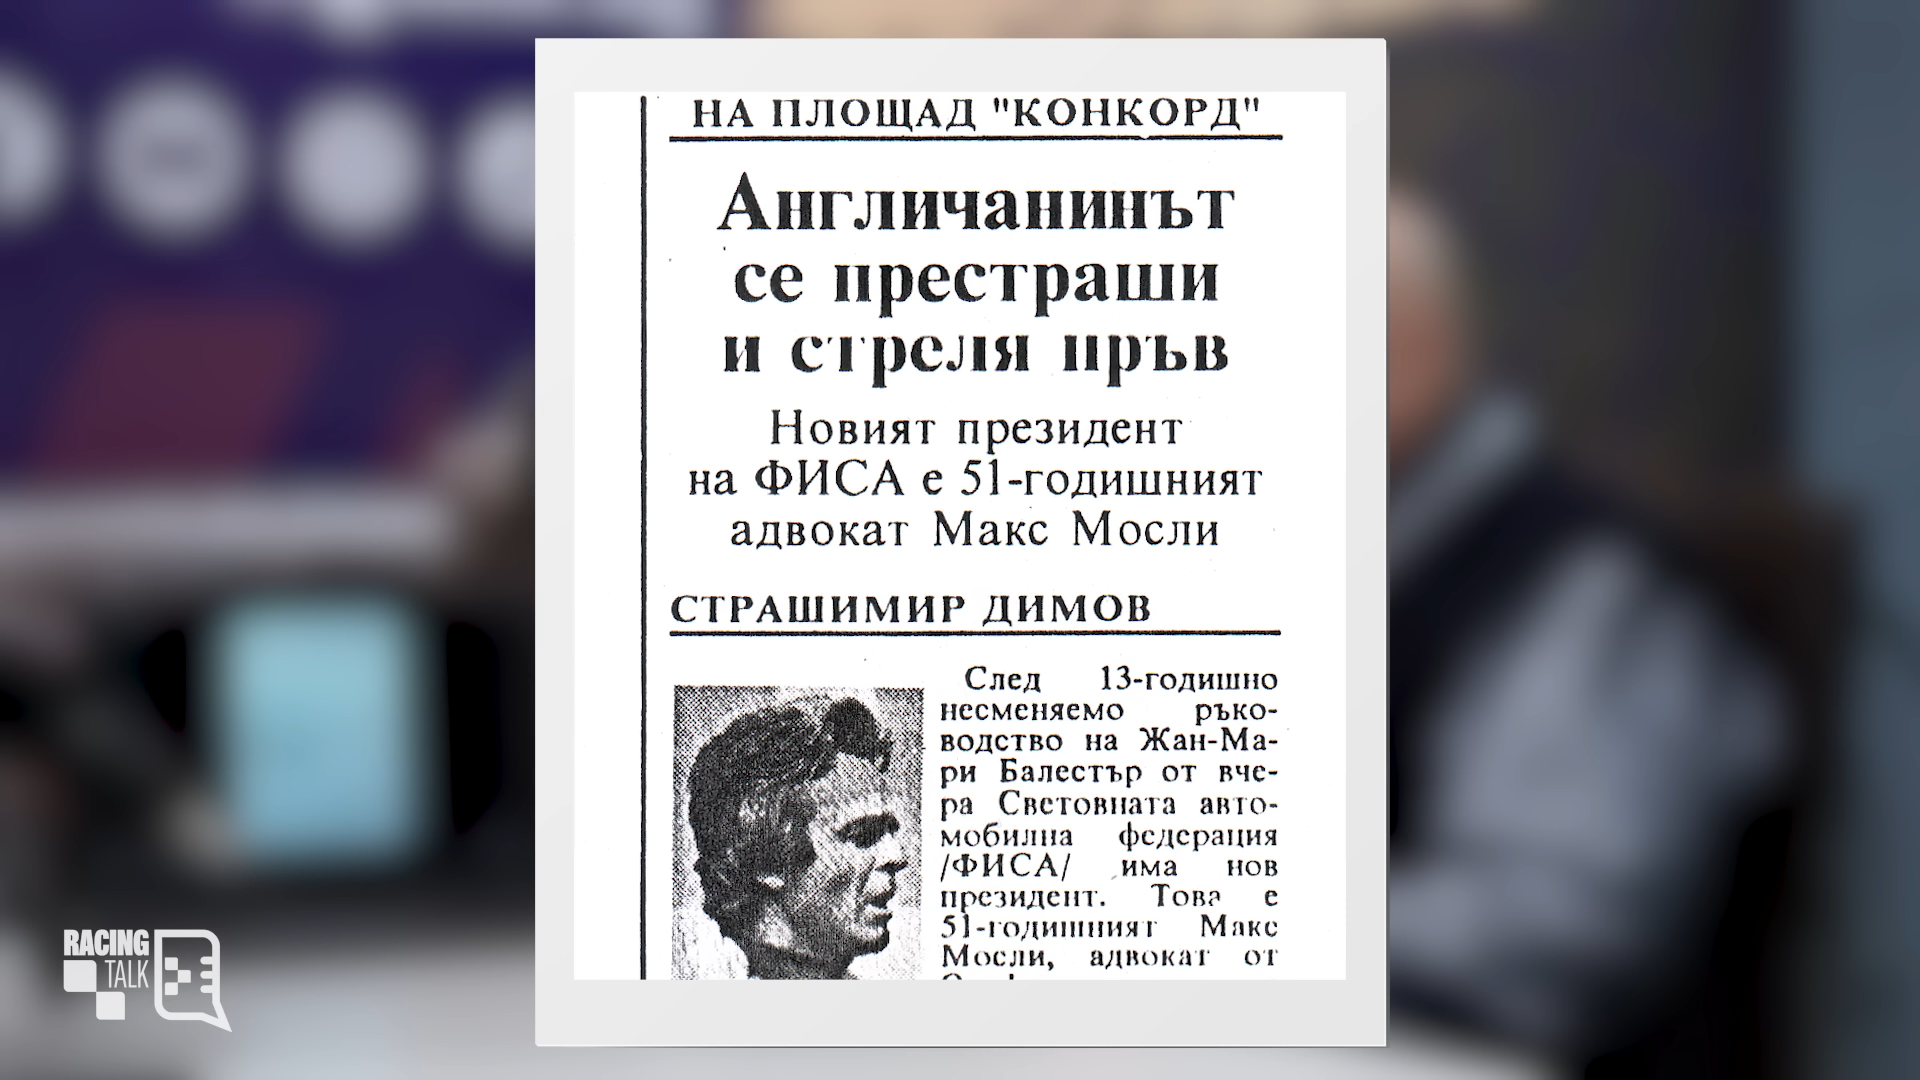 НА ПЛОЩАД "КОНКОРД"
Англичанинът
се престраши
и стреля пръв
Новият президент
на ФИСА е 51-годишният
адвокат Макс Мосли
СТРАШИМИР ДИМОВ
След 13-годишно
несменяемо ръко-
водство на Жан-Ма-
ри Балестър от вче-
ра Световната авто-
мобилна федерация
/ФИСА/ има нов
президент. Това е
51-годишният Макс
Мосли, адвокат от
RACING
TALK